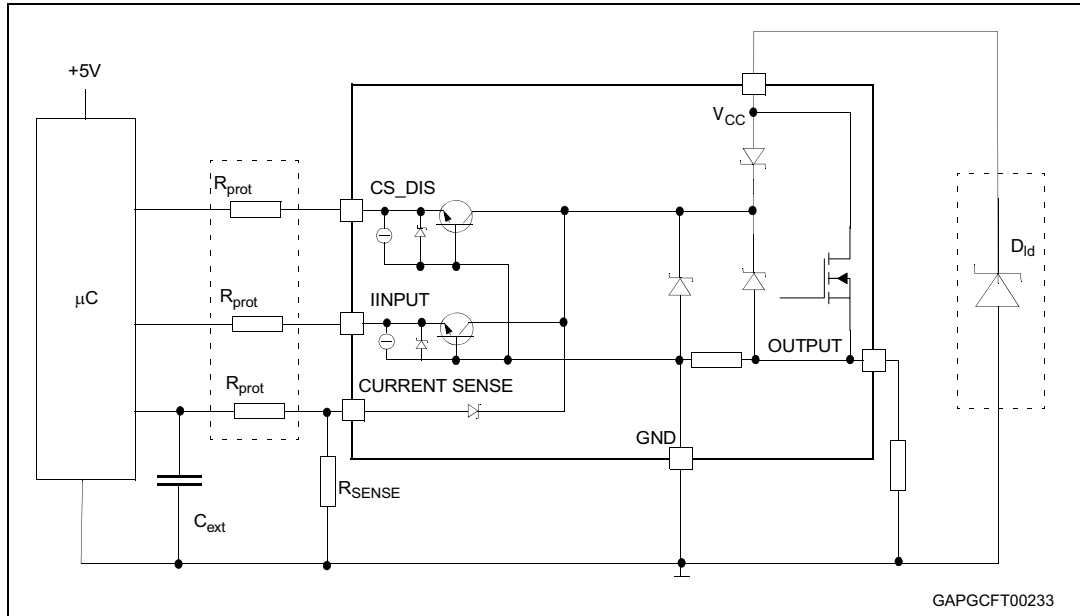 +5V
V_CC
R_prot
CS_DIS
D_ld
μC
R_prot
IINPUT
OUTPUT
R_prot
CURRENT SENSE
GND
R_SENSE
C_ext
GAPGCFT00233